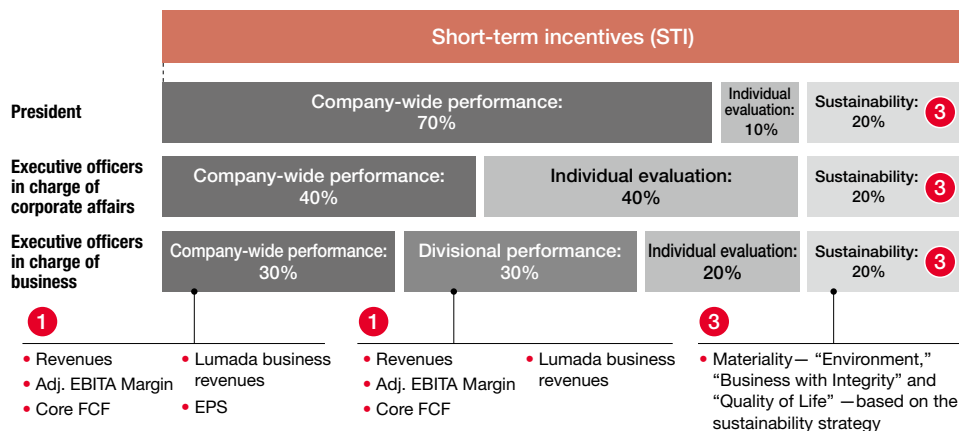 Short-term incentives (STI)
President
Company-wide performance:
70%
Individual
evaluation:
10%
Sustainability:
20%
3
Executive officers
in charge of
corporate affairs
Company-wide performance:
40%
Individual evaluation:
40%
Sustainability:
20%
3
Executive officers
in charge of
business
Company-wide performance:
30%
Divisional performance:
30%
Individual evaluation:
20%
Sustainability:
20%
3
1
• Revenues
• Adj. EBITA Margin
• Core FCF
• Lumada business
revenues
• EPS
1
• Revenues
• Adj. EBITA Margin
• Core FCF
• Lumada business
revenues
3
• Materiality— “Environment,”
“Business with Integrity” and
“Quality of Life” —based on the
sustainability strategy